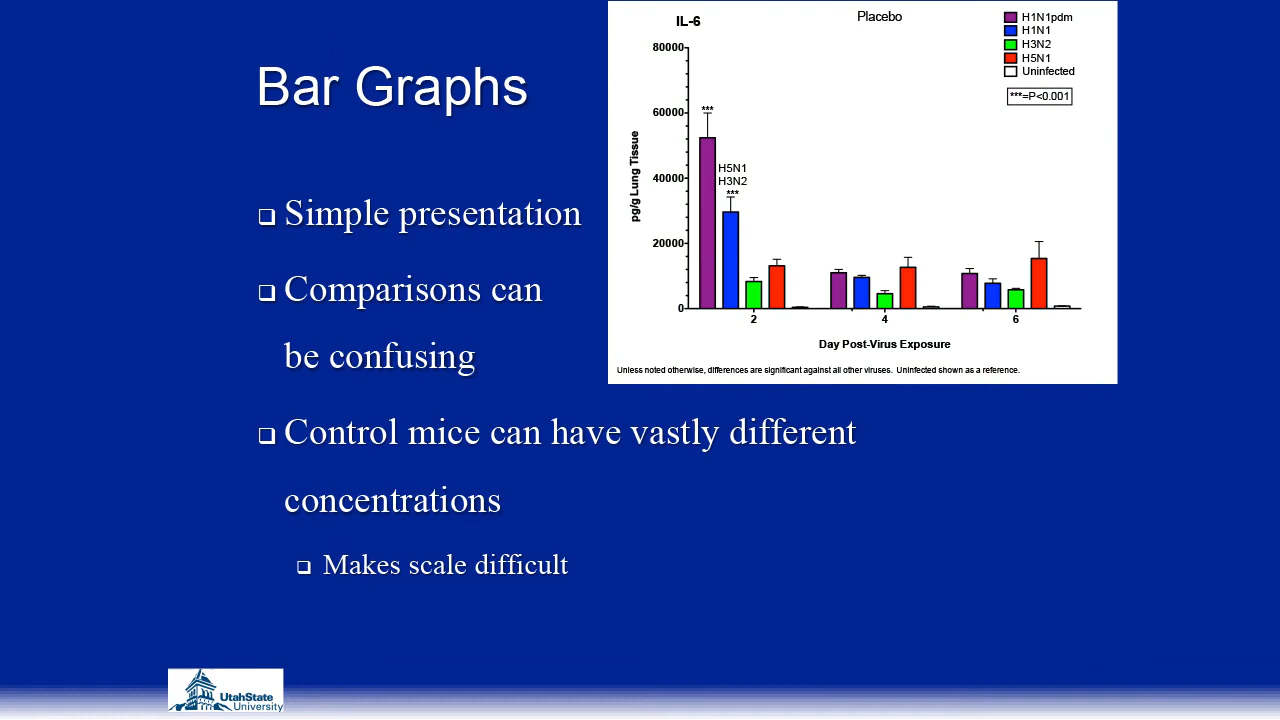 Bar Graphs
Simple presentation
Comparisons can
be confusing
Control mice can have vastly different
concentrations
Makes scale difficult
IL-6
Placebo
H1N1pdm
H1N1
H3N2
H5N1
Uninfected
***=P<0.001
pg/g Lung Tissue
80000
60000
40000
20000
0
***
H5N1
H3N2
***
2 4 6
Day Post-Virus Exposure
Unless noted otherwise, differences are significant against all other viruses. Uninfected shown as a reference.
UtahState
University